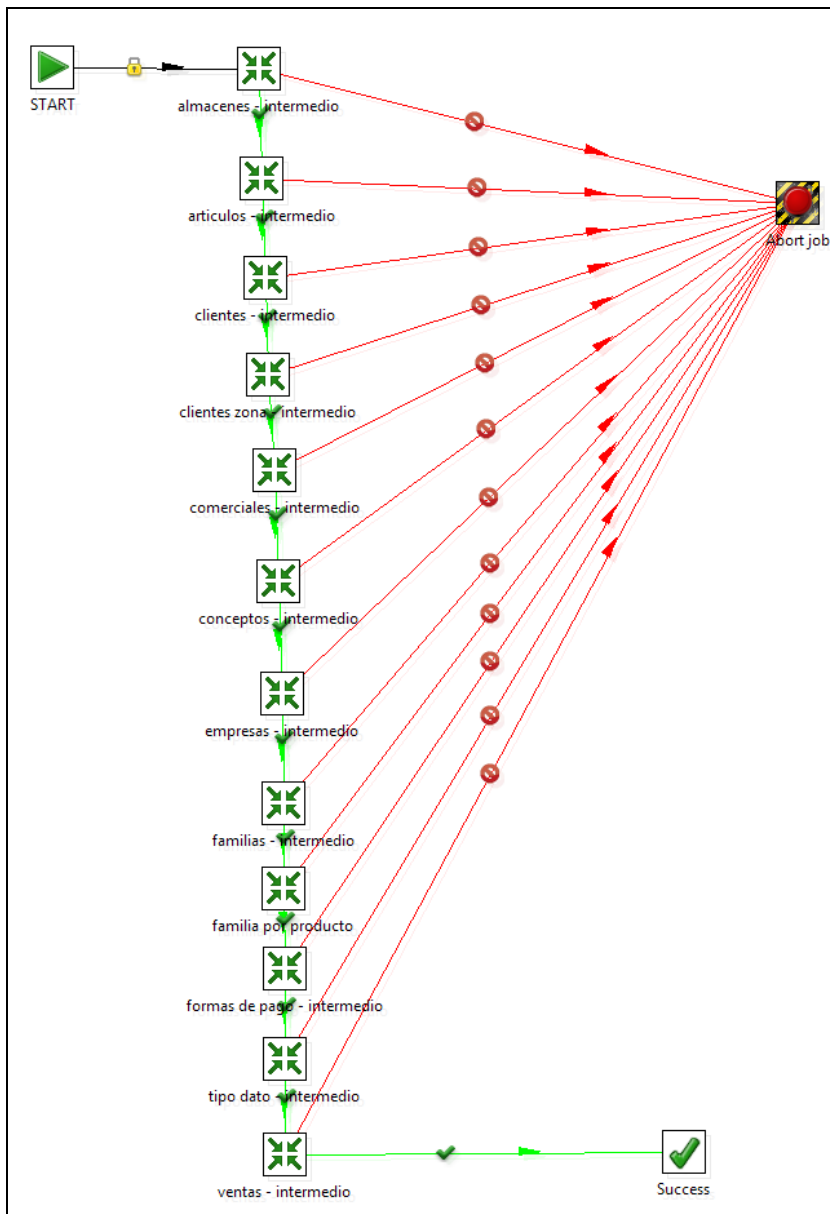 START
almacenes - intermedio
articulos - intermedio
Abort job
clientes - intermedio
clientes zona - intermedio
comerciales - intermedio
conceptos - intermedio
empresas - intermedio
familias - intermedio
familia por producto
formas de pago - intermedio
tipo dato - intermedio
ventas - intermedio
Success